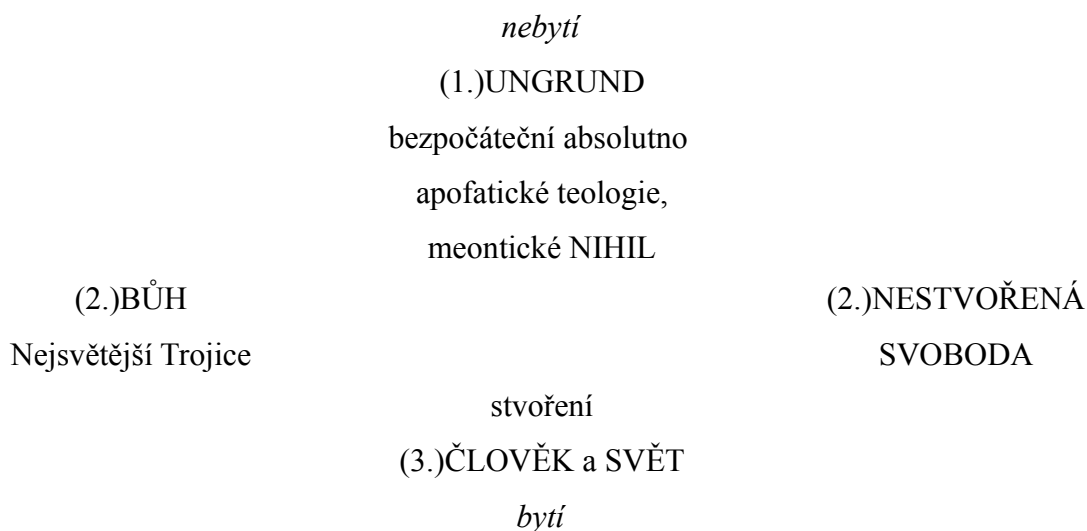 nebytí
(1.)UNGRUND
bezpočáteční absolutno
apofatické teologie,
meontické NIHIL
(2.)BŮH
Nejsvětější Trojice
(2.)NESTVOŘENÁ
SVOBODA
stvoření
(3.)ČLOVĚK a SVĚT
bytí